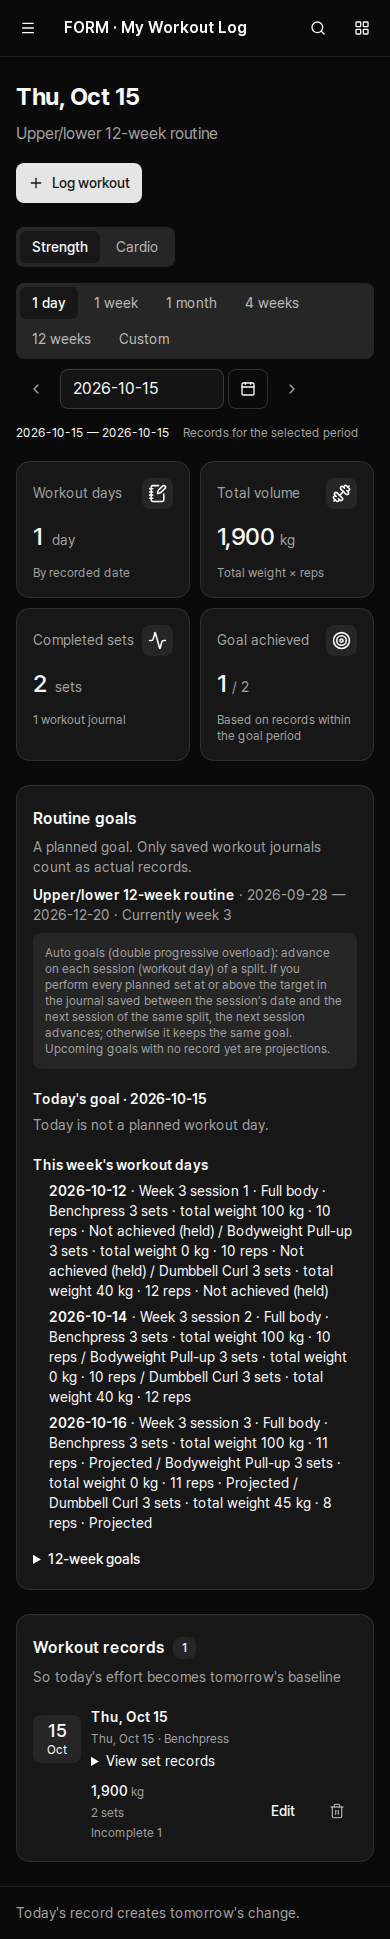 FORM · My Workout Log
Thu, Oct 15
Upper/lower 12-week routine
Log workout
Strength Cardio
1 day 1 week 1 month 4 weeks
12 weeks Custom
2026-10-15
2026-10-15 — 2026-10-15 Records for the selected period
Workout days
1 day
By recorded date
Total volume
1,900 kg
Total weight × reps
Completed sets
2 sets
1 workout journal
Goal achieved
1 / 2
Based on records within
the goal period
Routine goals
A planned goal. Only saved workout journals
count as actual records.
Upper/lower 12-week routine · 2026-09-28 —
2026-12-20 · Currently week 3
Auto goals (double progressive overload): advance
on each session (workout day) of a split. If you
perform every planned set at or above the target in
the journal saved between the session's date and the
next session of the same split, the next session
advances; otherwise it keeps the same goal.
Upcoming goals with no record yet are projections.
Today's goal · 2026-10-15
Today is not a planned workout day.
This week's workout days
2026-10-12 · Week 3 session 1 · Full body ·
Benchpress 3 sets · total weight 100 kg · 10
reps · Not achieved (held) / Bodyweight Pull-up
3 sets · total weight 0 kg · 10 reps · Not
achieved (held) / Dumbbell Curl 3 sets · total
weight 40 kg · 12 reps · Not achieved (held)
2026-10-14 · Week 3 session 2 · Full body ·
Benchpress 3 sets · total weight 100 kg · 10
reps / Bodyweight Pull-up 3 sets · total weight
0 kg · 10 reps / Dumbbell Curl 3 sets · total
weight 40 kg · 12 reps
2026-10-16 · Week 3 session 3 · Full body ·
Benchpress 3 sets · total weight 100 kg · 11
reps · Projected / Bodyweight Pull-up 3 sets ·
total weight 0 kg · 11 reps · Projected /
Dumbbell Curl 3 sets · total weight 45 kg · 8
reps · Projected
12-week goals
Workout records 1
So today's effort becomes tomorrow's baseline
15
Oct
Thu, Oct 15
Thu, Oct 15 · Benchpress
View set records
1,900 kg
2 sets
Incomplete 1
Edit
Today's record creates tomorrow's change.